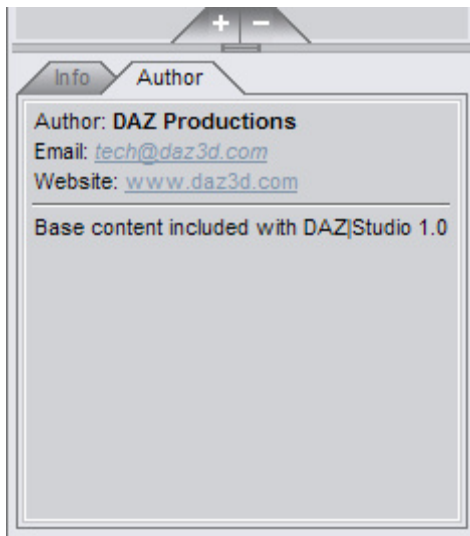 + −
Info Author
Author: DAZ Productions
Email: tech@daz3d.com
Website: www.daz3d.com
Base content included with DAZ|Studio 1.0